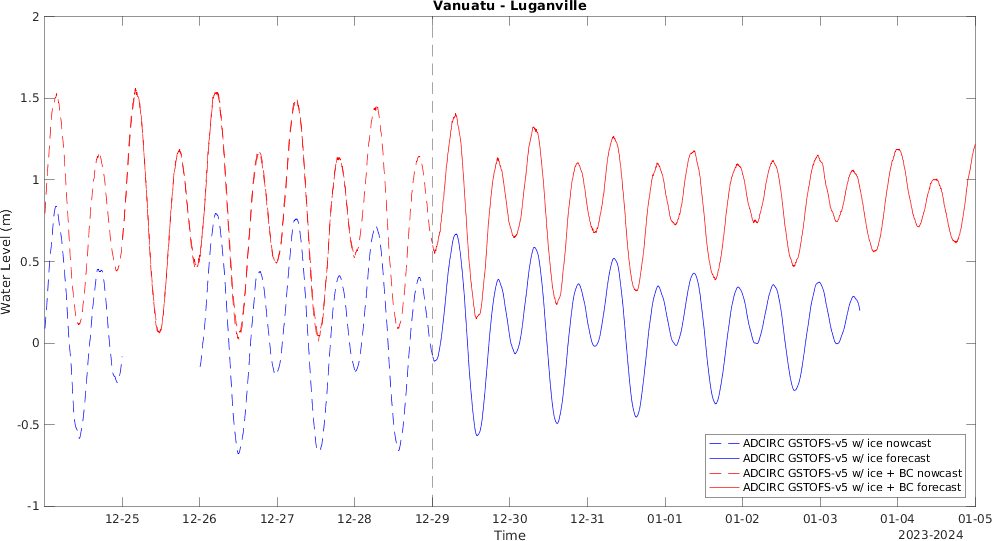 Vanuatu - Luganville
2
1.5
1
0.5
0
-0.5
-1
Water Level (m)
12-25 12-26 12-27 12-28 12-29 12-30 12-31 01-01 01-02 01-03 01-04 01-05
Time
2023-2024
ADCIRC GSTOFS-v5 w/ ice nowcast
ADCIRC GSTOFS-v5 w/ ice forecast
ADCIRC GSTOFS-v5 w/ ice + BC nowcast
ADCIRC GSTOFS-v5 w/ ice + BC forecast